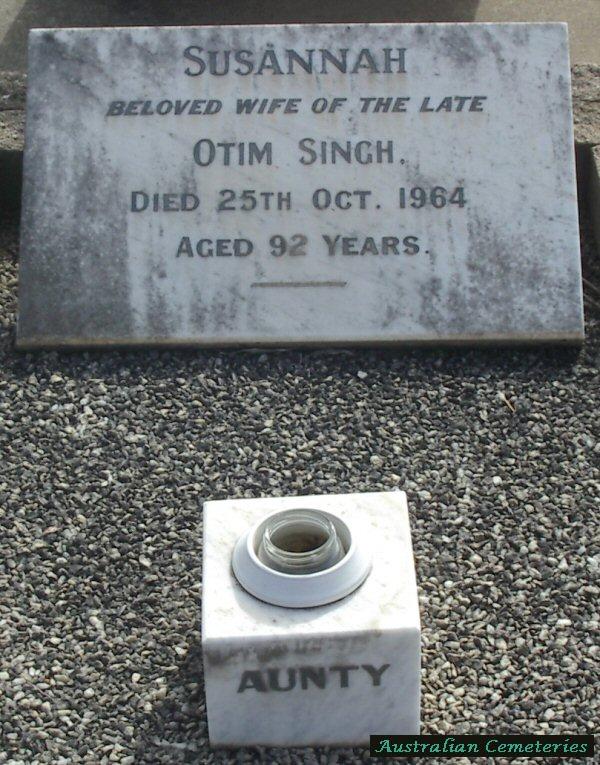 SUSANNAH
BELOVED WIFE OF THE LATE
OTIM SINGH.
DIED 25TH OCT. 1964
AGED 92 YEARS.
AUNTY
Australian Cemeteries